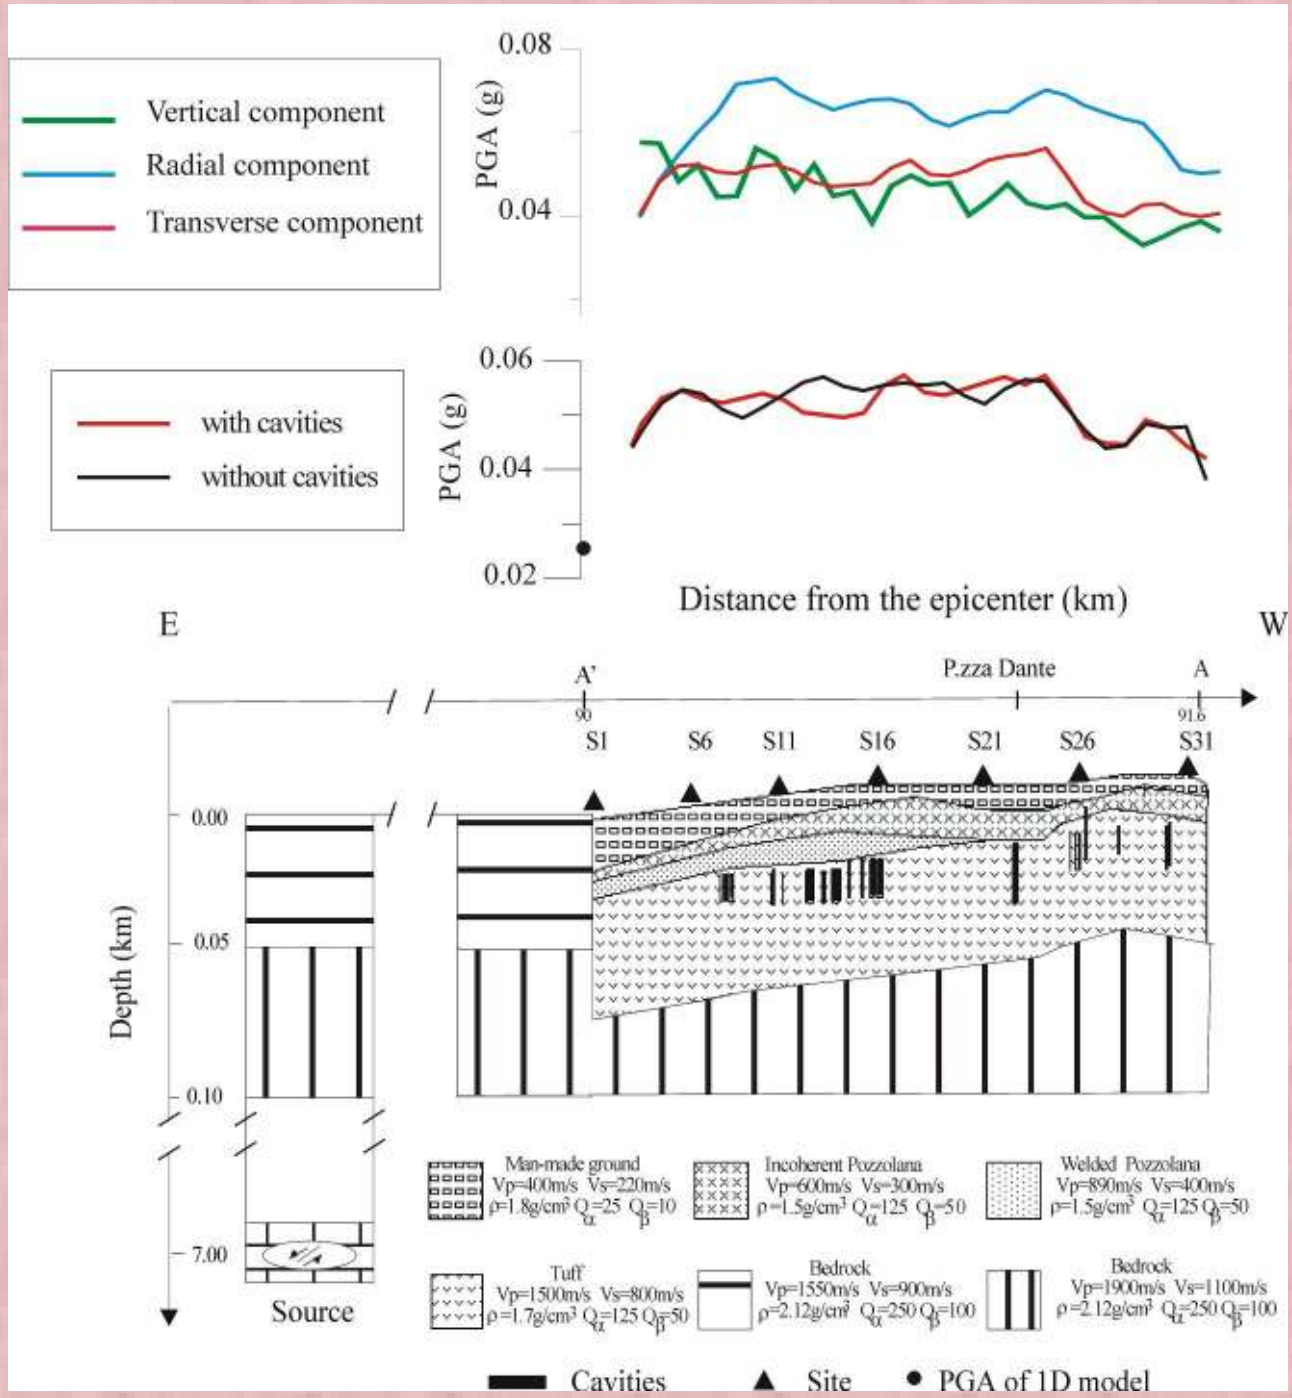 0.08
PGA (g)
0.04
Vertical component
Radial component
Transverse component
0.06
PGA (g)
0.04
0.02
with cavities
without cavities
Distance from the epicenter (km)
E
W
A'
P.zza Dante
A
90
91.6
S1
S6
S11
S16
S21
S26
S31
0.00
0.05
Depth (km)
0.10
7.00
Source
Man-made ground
Vp=400m/s Vs=220m/s
ρ=1.8g/cm³ Qα=25 Qβ=10
Incoherent Pozzolana
Vp=600m/s Vs=300m/s
ρ=1.5g/cm³ Qα=125 Qβ=50
Welded Pozzolana
Vp=890m/s Vs=400m/s
ρ=1.5g/cm³ Qα=125 Qβ=50
Tuff
Vp=1500m/s Vs=800m/s
ρ=1.7g/cm³ Qα=125 Qβ=50
Bedrock
Vp=1550m/s Vs=900m/s
ρ=2.12g/cm³ Qα=250 Qβ=100
Bedrock
Vp=1900m/s Vs=1100m/s
ρ=2.12g/cm³ Qα=250 Qβ=100
Cavities
Site
PGA of 1D model